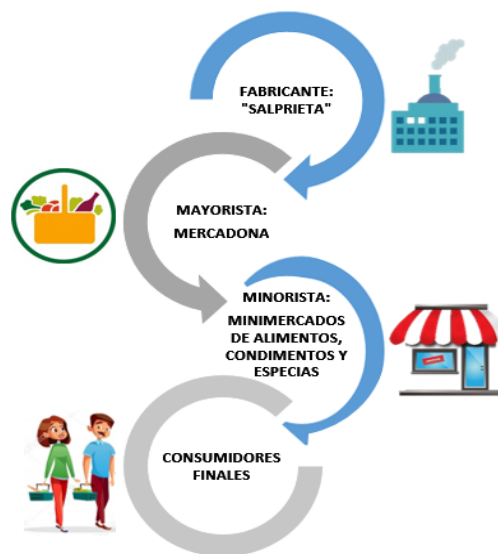 FABRICANTE:
"SALPRIETA"
MAYORISTA:
MERCADONA
MINORISTA:
MINIMERCADOS
DE ALIMENTOS,
CONDIMENTOS Y
ESPECIAS
CONSUMIDORES
FINALES